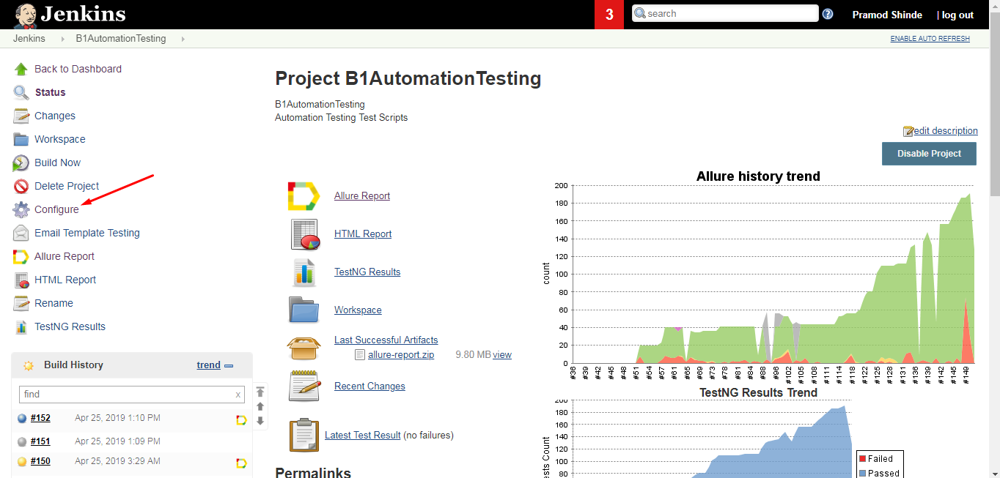 Jenkins
3
search
Pramod Shinde | log out
Jenkins
B1AutomationTesting
ENABLE AUTO REFRESH
Back to Dashboard
Status
Changes
Workspace
Build Now
Delete Project
Configure
Email Template Testing
Allure Report
HTML Report
Rename
TestNG Results
Build History
trend
find
x
#152 Apr 25, 2019 1:10 PM
#151 Apr 25, 2019 1:09 PM
#150 Apr 25, 2019 3:29 AM
Project B1AutomationTesting
B1AutomationTesting
Automation Testing Test Scripts
edit description
Disable Project
Allure Report
HTML Report
TestNG Results
Workspace
Last Successful Artifacts
allure-report.zip 9.80 MB view
Recent Changes
Latest Test Result (no failures)
Permalinks
Allure history trend
200
180
160
140
120
100
80
60
40
20
0
count
#36 #39 #42 #45 #48 #51 #54 #57 #61 #65 #69 #73 #78 #81 #84 #88 #96 #102 #105 #108 #111 #114 #118 #122 #125 #128 #131 #136 #139 #142 #145 #149
TestNG Results Trend
200
180
160
140
120
100
80
ests Count
Failed
Passed